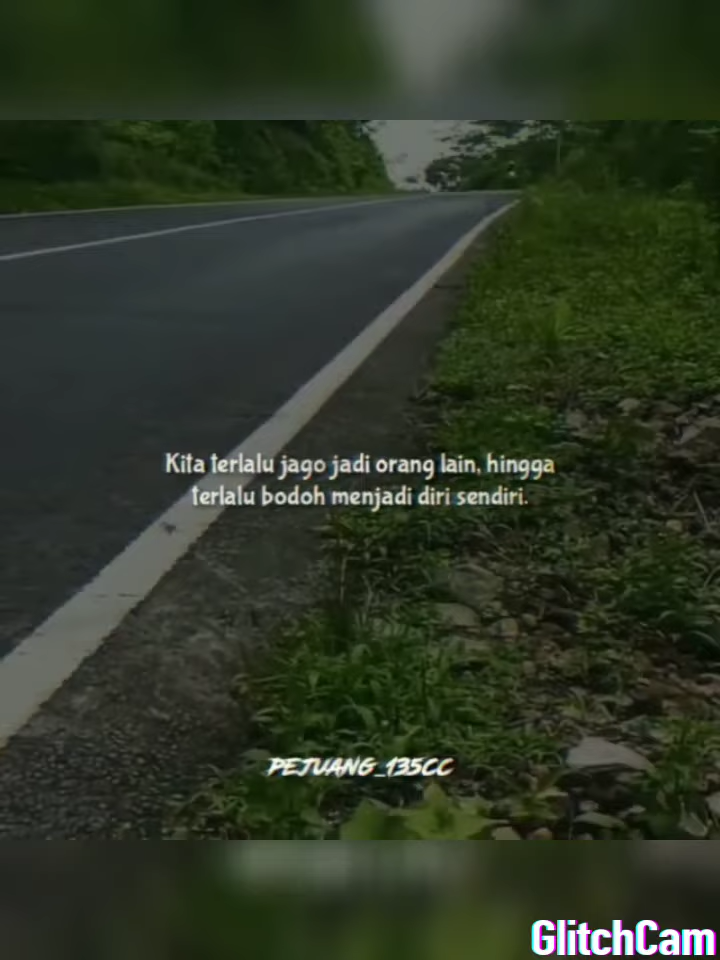 Kita terlalu jago jadi orang lain, hingga
terlalu bodoh menjadi diri sendiri.
PEJUANG_135CC
GlitchCam